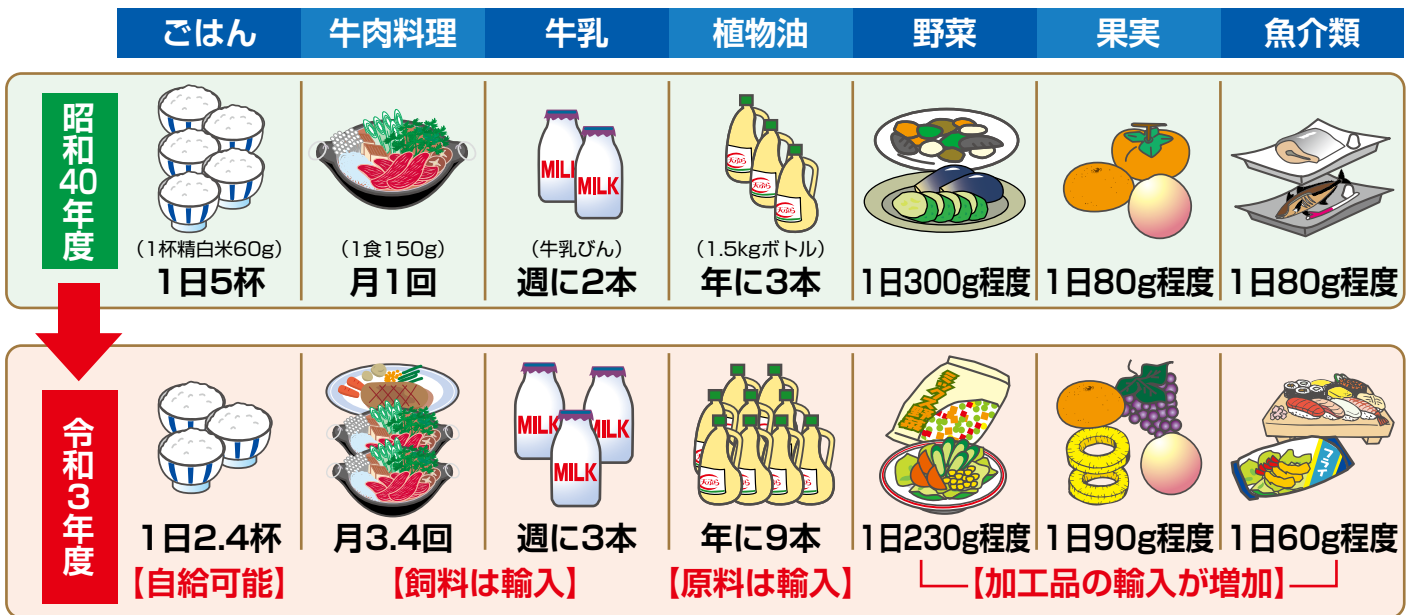 ごはん
牛肉料理
牛乳
植物油
野菜
果実
魚介類
昭和40年度
MILK
MILK
（1杯精白米60g）
（1食150g）
（牛乳びん）
（1.5kgボトル）
1日5杯
月1回
週に2本
年に3本
1日300g程度
1日80g程度
1日80g程度
令和3年度
MILK
MILK
MILK
フライ
1日2.4杯
月3.4回
週に3本
年に9本
1日230g程度
1日90g程度
1日60g程度
【自給可能】
【飼料は輸入】
【原料は輸入】
【加工品の輸入が増加】